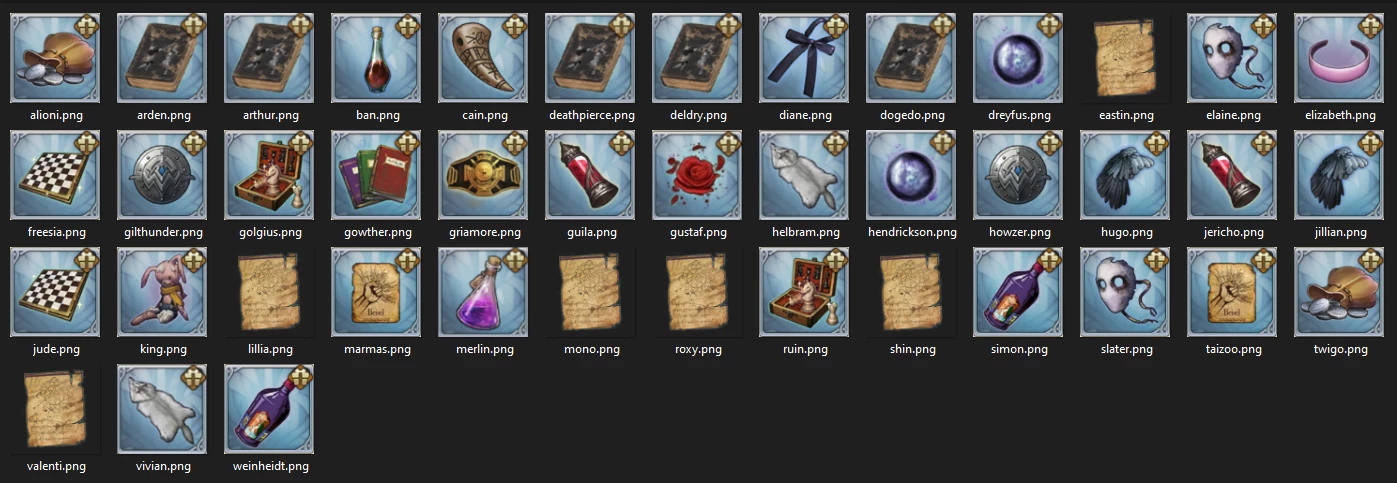 alioni.png arden.png arthur.png ban.png cain.png deathpierce.png deldry.png diane.png dogedo.png dreyfus.png eastin.png elaine.png elizabeth.png
freesia.png gilthunder.png golgius.png gowther.png griamore.png guila.png gustaf.png helbram.png hendrickson.png howzer.png hugo.png jericho.png jillian.png
Beisel Beisel
jude.png king.png lillia.png marmas.png merlin.png mono.png roxy.png ruin.png shin.png simon.png slater.png taizoo.png twigo.png
valenti.png vivian.png weinheidt.png